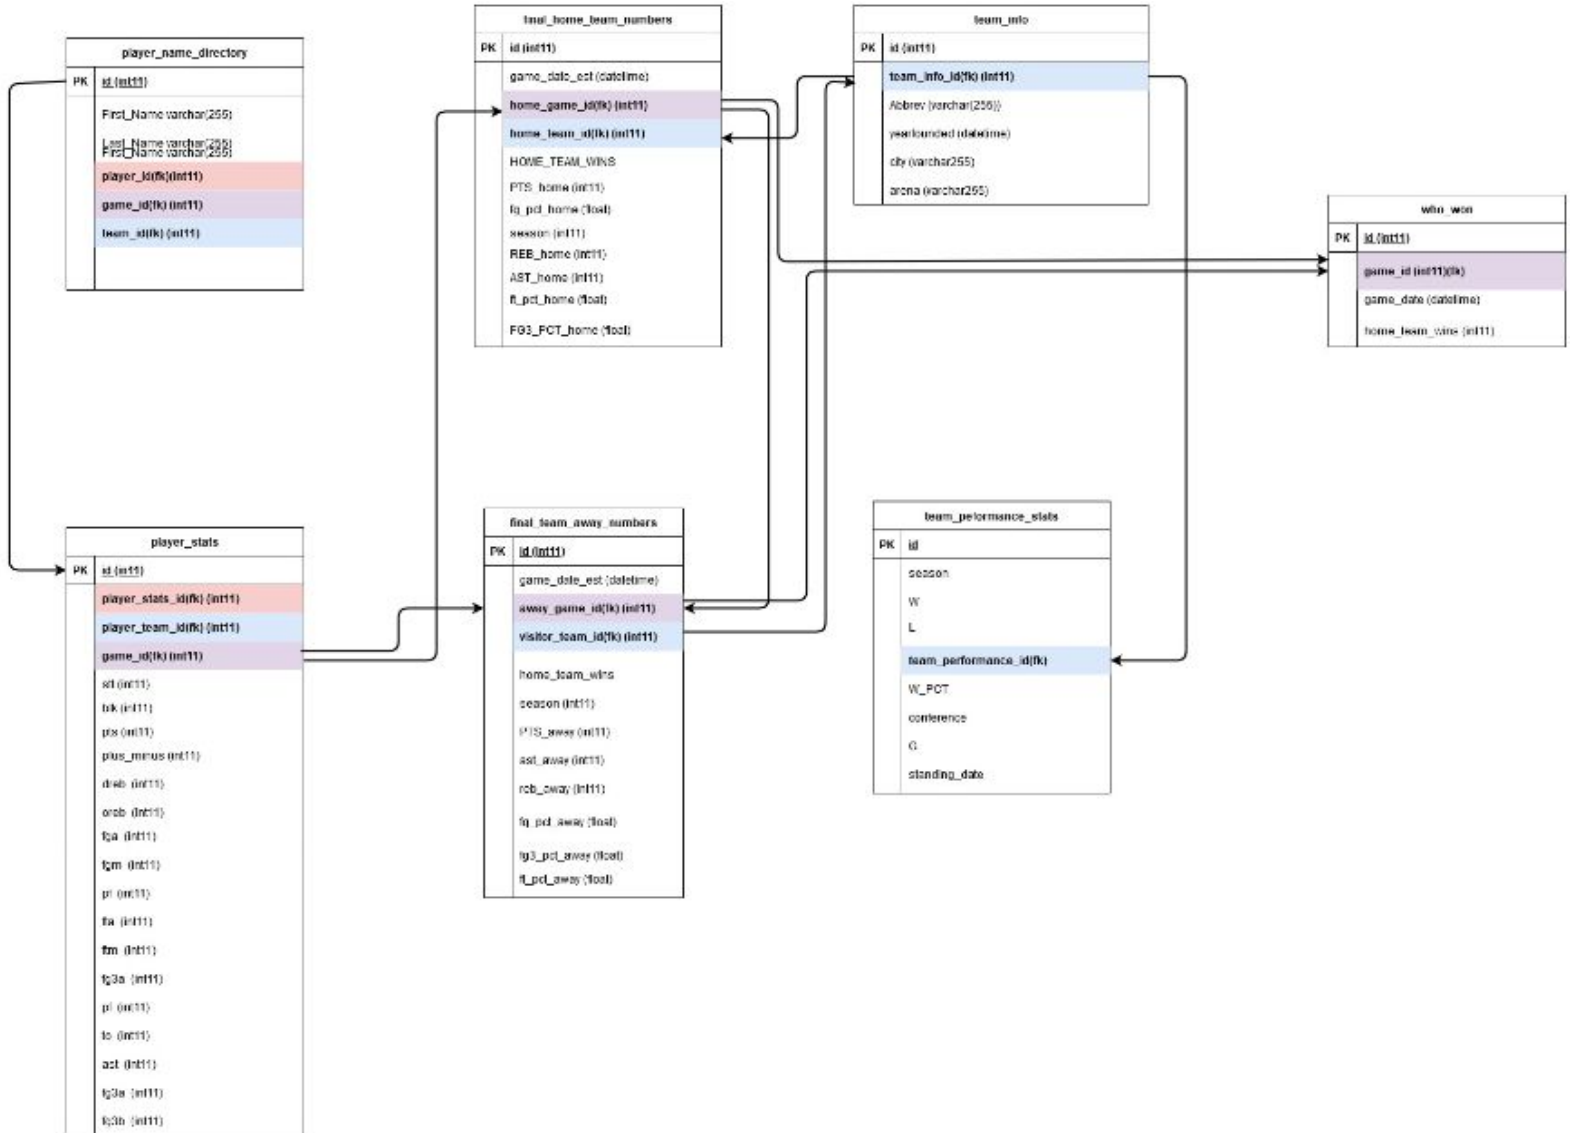 player_name_directory
PK id (int11)
First_Name varchar(255)
Last_Name varchar(255)
First_Name varchar(255)
player_id(fk)(int11)
game_id(fk) (int11)
team_id(fk) (int11)
final_home_team_numbers
PK id (int11)
game_date_est (datetime)
home_game_id(fk) (int11)
home_team_id(fk) (int11)
HOME_TEAM_WINS
PTS_home (int11)
fg_pct_home (float)
season (int11)
REB_home (int11)
AST_home (int11)
ft_pct_home (float)
FG3_PCT_home (float)
team_info
PK id (int11)
team_info_id(fk) (int11)
Abbrev (varchar(255))
yearfounded (datetime)
city (varchar255)
arena (varchar255)
who_won
PK id (int11)
game_id (int11)(fk)
game_date (datetime)
home_team_wins (int11)
player_stats
PK id (int11)
player_stats_id(fk) (int11)
player_team_id(fk) (int11)
game_id(fk) (int11)
stl (int11)
blk (int11)
pts (int11)
plus_minus (int11)
dreb (int11)
oreb (int11)
fga (int11)
fgm (int11)
pf (int11)
fta (int11)
ftm (int11)
fg3a (int11)
pf (int11)
to (int11)
ast (int11)
fg3a (int11)
fg3b (int11)
final_team_away_numbers
PK id (int11)
game_date_est (datetime)
away_game_id(fk) (int11)
visitor_team_id(fk) (int11)
home_team_wins
season (int11)
PTS_away (int11)
ast_away (int11)
reb_away (int11)
fg_pct_away (float)
fg3_pct_away (float)
ft_pct_away (float)
team_peformance_stats
PK id
season
W
L
team_performance_id(fk)
W_PCT
conference
G
standing_date